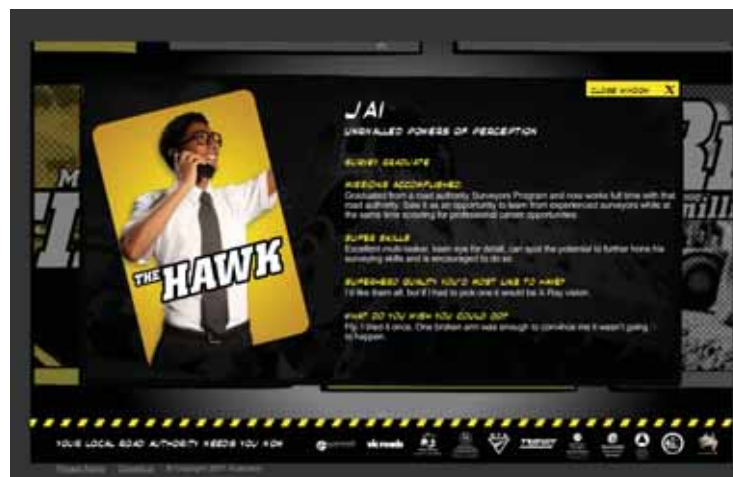 CLOSE WINDOW X
JAI
UNRIVALLED POWERS OF PERCEPTION
SURVEY GRADUATE
MISSIONS ACCOMPLISHED
Graduated from a road authority Surveyors Program and now works full time with that
road authority. Saw it as an opportunity to learn from experienced surveyors while at
the same time scouting for professional career opportunities.
SUPER SKILLS
Excellent multi-tasker, keen eye for detail, can spot the potential to further hone his
surveying skills and is encouraged to do so.
SUPERHERO QUALITY YOU'D MOST LIKE TO HAVE?
I'd like them all, but if I had to pick one it would be X-Ray vision.
WHAT DO YOU WISH YOU COULD DO?
Fly. I tried it once. One broken arm was enough to convince me it wasn't going
to happen.
THE HAWK
YOUR LOCAL ROAD AUTHORITY NEEDS YOU NOW
vic roads